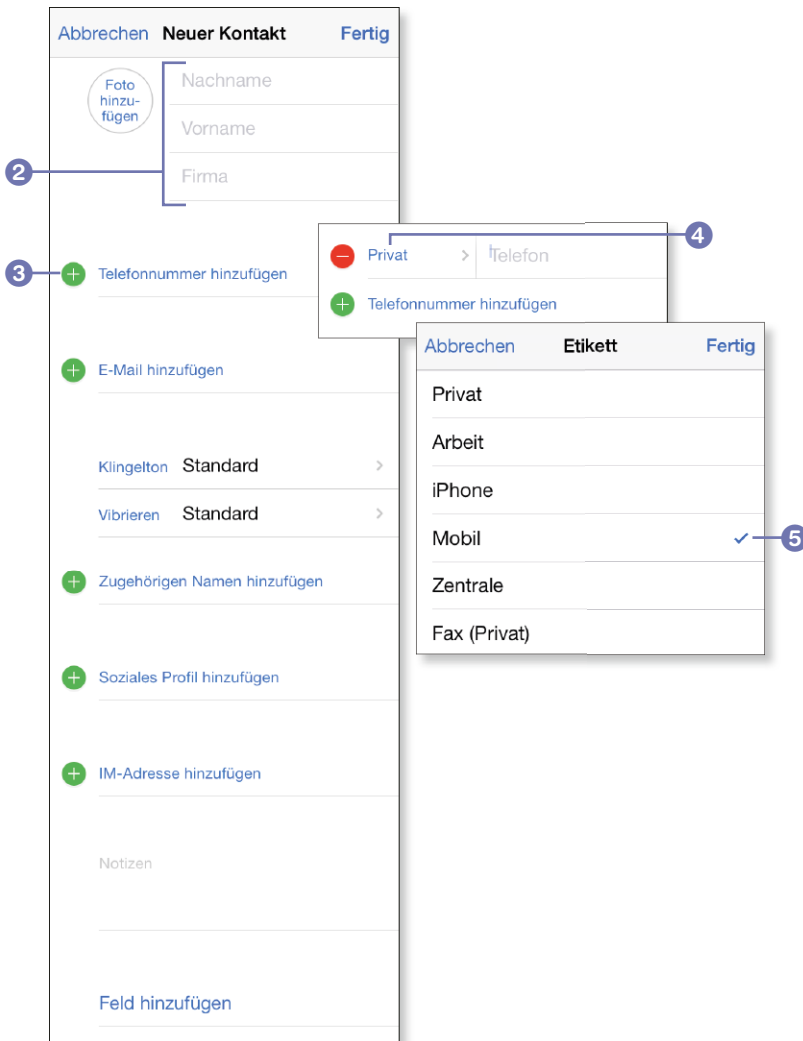 Abbrechen Neuer Kontakt Fertig
Foto
hinzu-
fügen
Nachname
Vorname
Firma
2
3
Telefonnummer hinzufügen
Privat
Telefon
4
Telefonnummer hinzufügen
Abbrechen Etikett Fertig
Privat
Arbeit
iPhone
Mobil
5
Zentrale
Fax (Privat)
E-Mail hinzufügen
Klingelton Standard
Vibrieren Standard
Zugehörigen Namen hinzufügen
Soziales Profil hinzufügen
IM-Adresse hinzufügen
Notizen
Feld hinzufügen